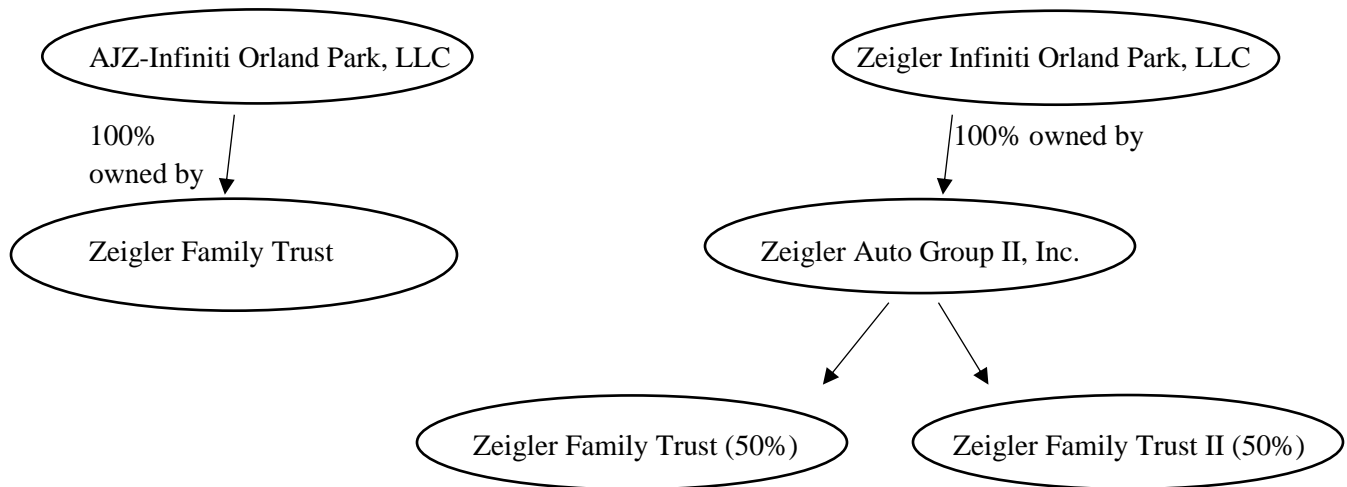 AJZ-Infiniti Orland Park, LLC
Zeigler Infiniti Orland Park, LLC
100%
owned by
100% owned by
Zeigler Family Trust
Zeigler Auto Group II, Inc.
Zeigler Family Trust (50%)
Zeigler Family Trust II (50%)